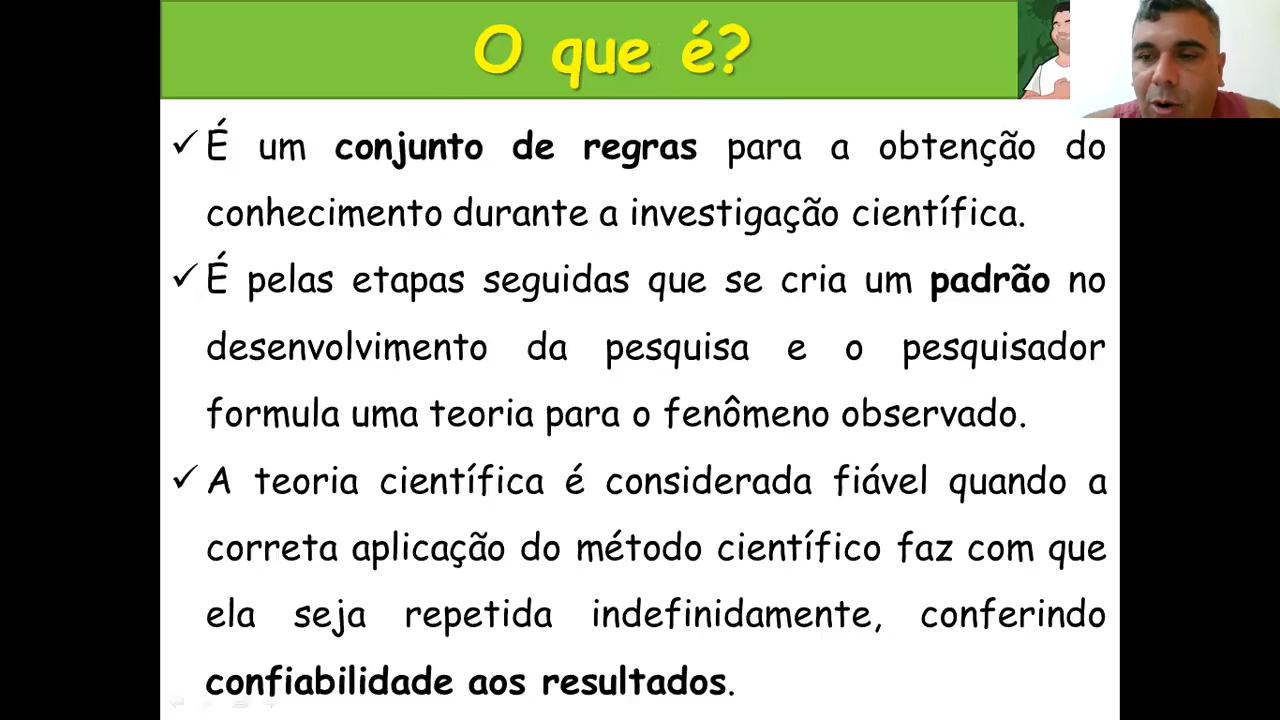 O que é?
✓ É um conjunto de regras para a obtenção do
conhecimento durante a investigação científica.
✓ É pelas etapas seguidas que se cria um padrão no
desenvolvimento da pesquisa e o pesquisador
formula uma teoria para o fenômeno observado.
✓ A teoria científica é considerada fiável quando a
correta aplicação do método científico faz com que
ela seja repetida indefinidamente, conferindo
confiabilidade aos resultados.